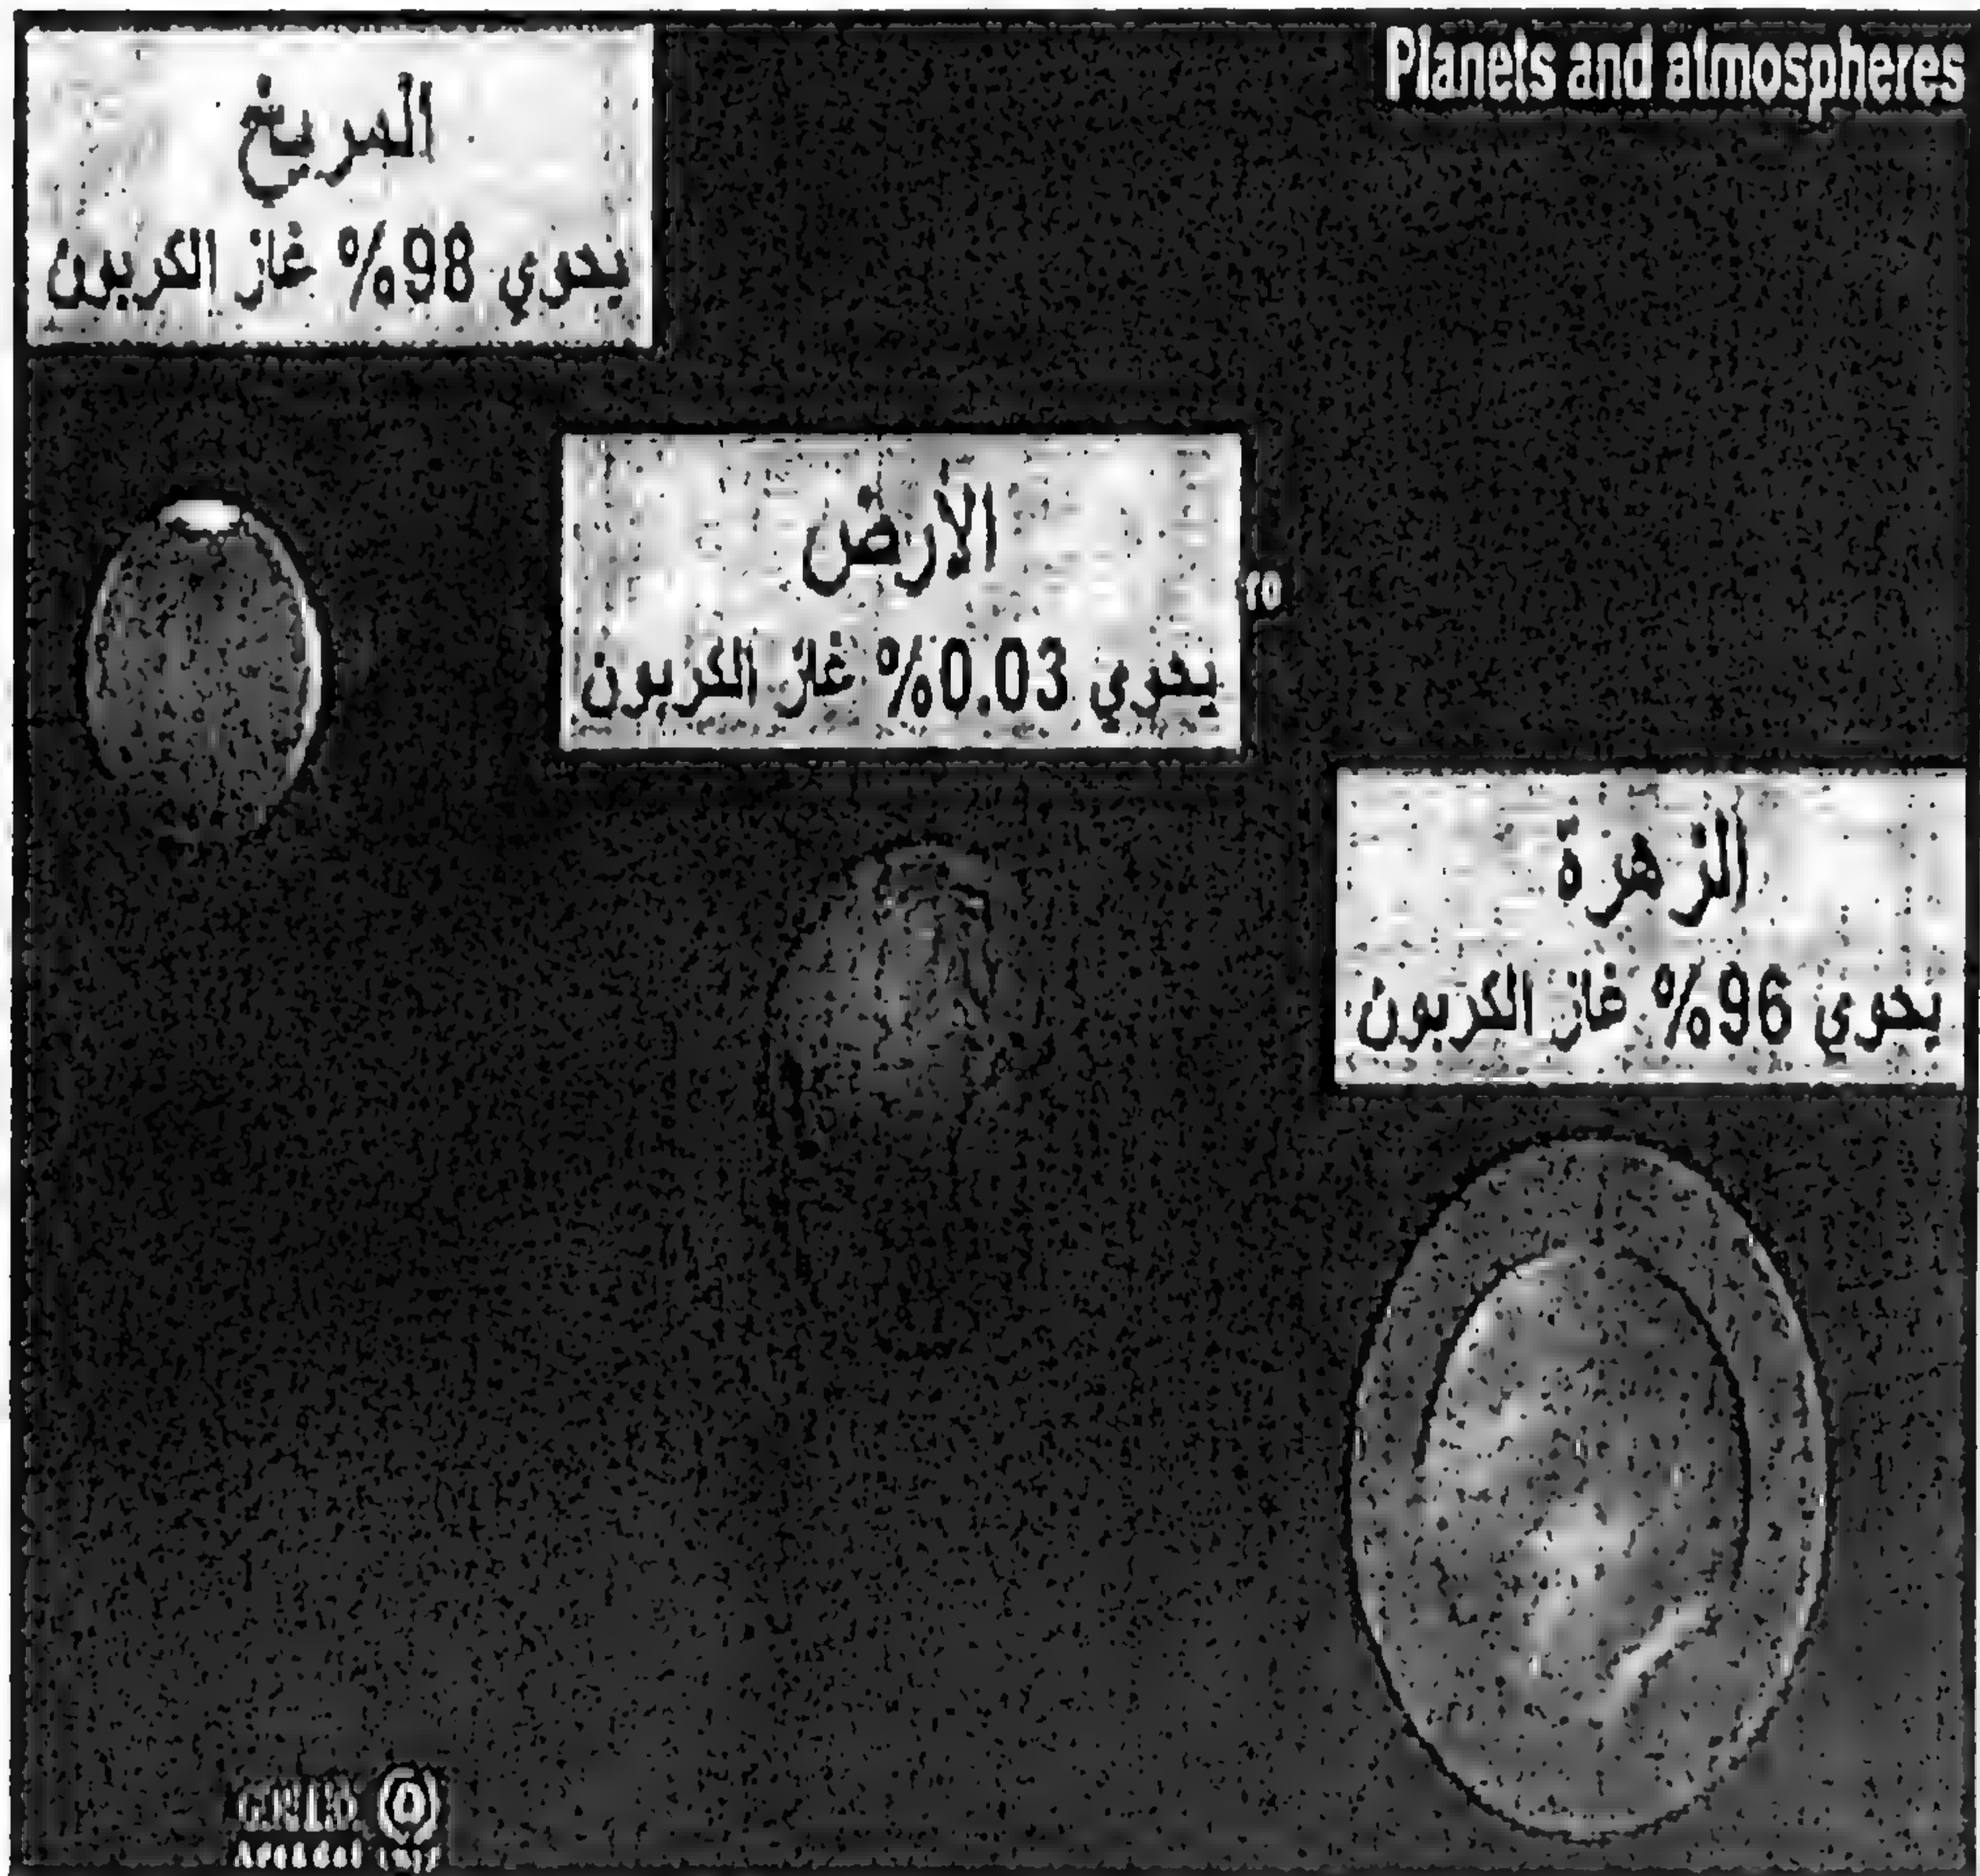 Planets and atmospheres
المريخ
يحوي 98% غاز الكربون
الأرض
يحوي 0.03% غاز الكربون
الزهرة
يحوي 96% غاز الكربون